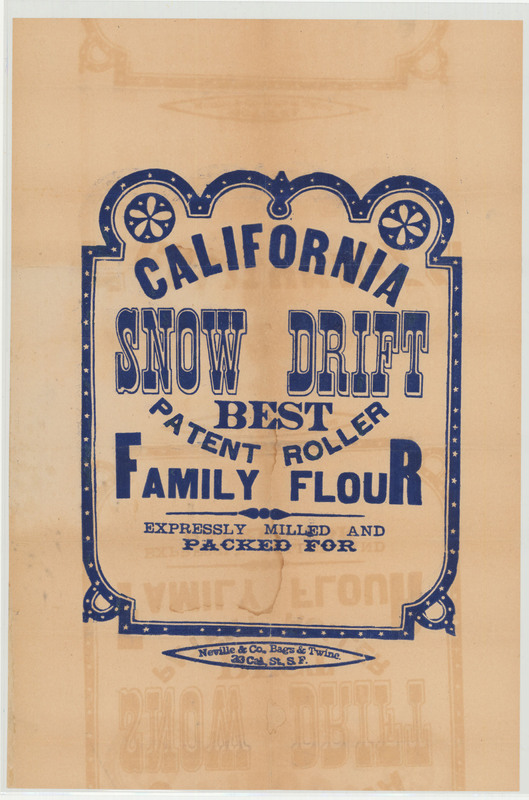 CALIFORNIA
SNOW DRIFT
BEST
PATENT ROLLER
FAMILY FLOUR
EXPRESSLY MILLED AND
PACKED FOR
Neville & Co. Bags & Twine.
33 Cal. St., S. F.